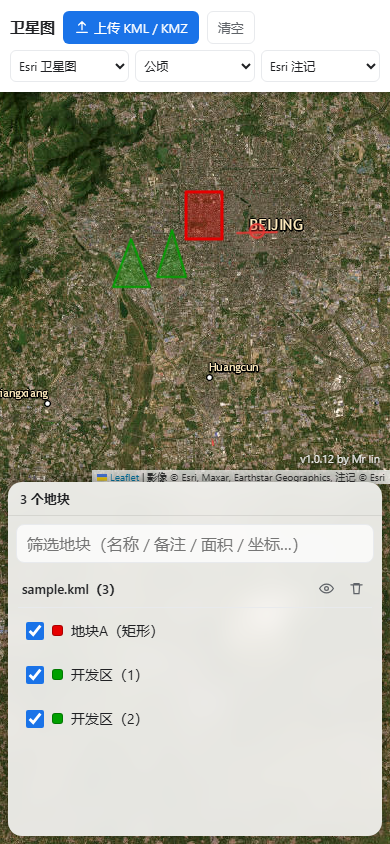 卫星图
上传 KML / KMZ
清空
Esri 卫星图
公顷
Esri 注记
BEIJING
Huangcun
iangxiang
v1.0.12 by Mr lin
Leaflet | 影像 © Esri, Maxar, Earthstar Geographics, 注记 © Esri
3 个地块
筛选地块（名称 / 备注 / 面积 / 坐标...）
sample.kml（3）
地块A（矩形）
开发区（1）
开发区（2）